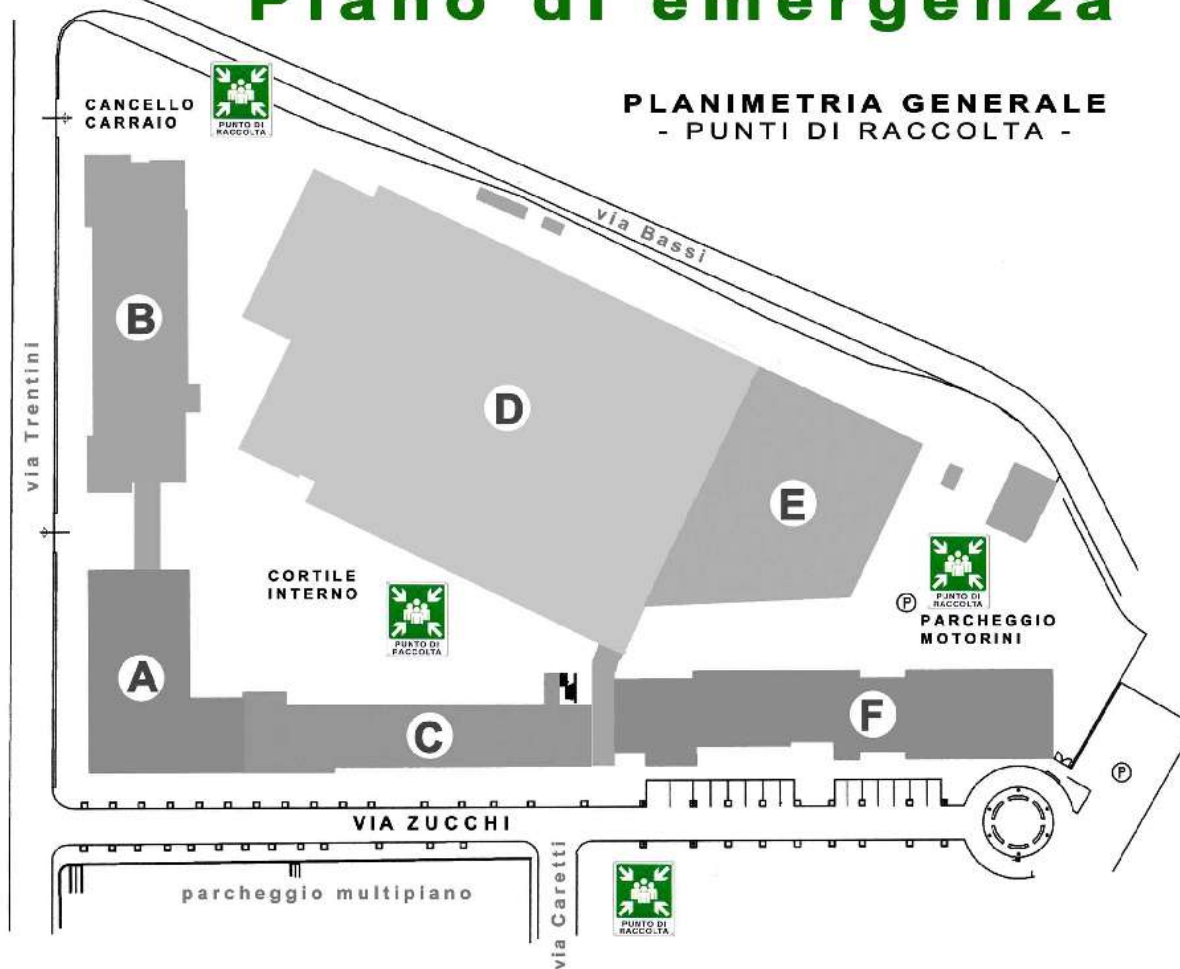 Piano di emergenza
PLANIMETRIA GENERALE
- PUNTI DI RACCOLTA -
CANCELLO
CARRAIO
PUNTO DI
RACCOLTA
via Bassi
B
via Trentini
D
E
CORTILE
INTERNO
PUNTO DI
RACCOLTA
P
PUNTO DI
RACCOLTA
PARCHEGGIO
MOTORINI
A
C
F
P
VIA ZUCCHI
parcheggio multipiano
via Caretti
PUNTO DI
RACCOLTA